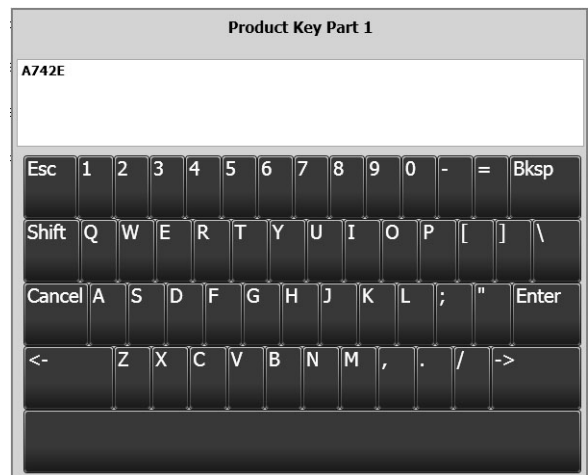 Product Key Part 1
A742E
Esc 1 2 3 4 5 6 7 8 9 0 - = Bksp
Shift Q W E R T Y U I O P [ ] \
Cancel A S D F G H J K L ; " Enter
<- Z X C V B N M , . / ->